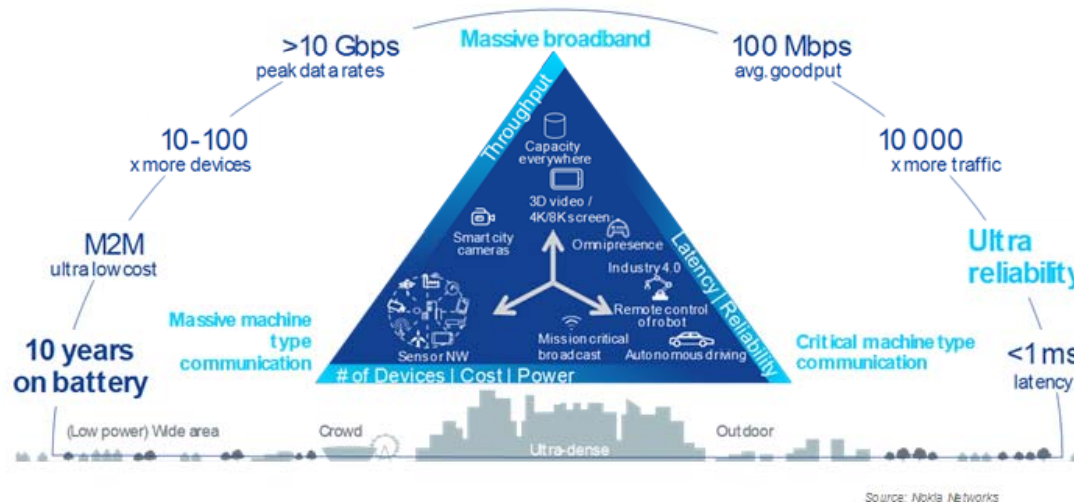 Massive broadband
>10 Gbps
peak data rates
100 Mbps
avg. goodput
10-100
x more devices
10 000
x more traffic
M2M
ultra low cost
Ultra
reliability
10 years
on battery
<1 ms
latency
Massive machine
type
communication
Critical machine type
communication
Throughput
Latency | Reliability
# of Devices | Cost | Power
Capacity
everywhere
3D video /
4K/8K screens
Smart city
cameras
Omnipresence
Industry 4.0
Remote control
of robot
Mission critical
broadcast
Autonomous driving
Sensor NW
(Low power) Wide area
Crowd
Ultra-dense
Outdoor
Source: Nokia Networks